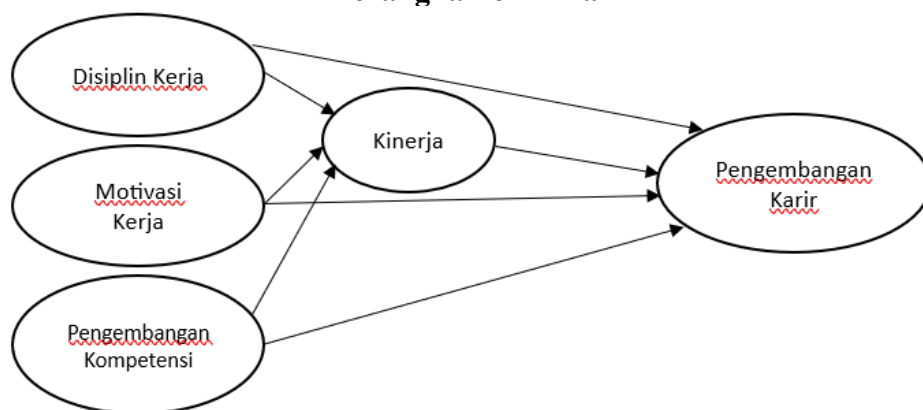 Disiplin Kerja
Kinerja
Motivasi
Kerja
Pengembangan
Karir
Pengembangan
Kompetensi